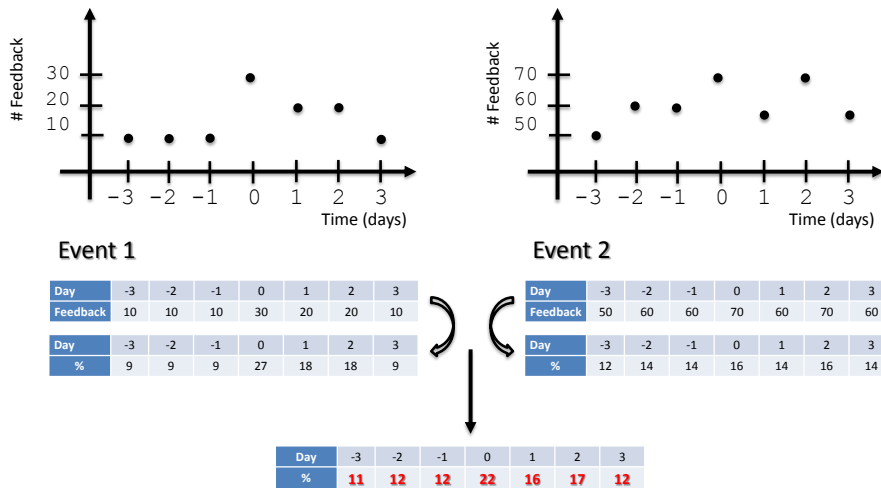 # Feedback
30
20
10
-3 -2 -1 0 1 2 3
Time (days)
Event 1
# Feedback
70
60
50
-3 -2 -1 0 1 2 3
Time (days)
Event 2
Day -3 -2 -1 0 1 2 3
Feedback 10 10 10 30 20 20 10
Day -3 -2 -1 0 1 2 3
% 9 9 9 27 18 18 9
Day -3 -2 -1 0 1 2 3
Feedback 50 60 60 70 60 70 60
Day -3 -2 -1 0 1 2 3
% 12 14 14 16 14 16 14
Day -3 -2 -1 0 1 2 3
% 11 12 12 22 16 17 12